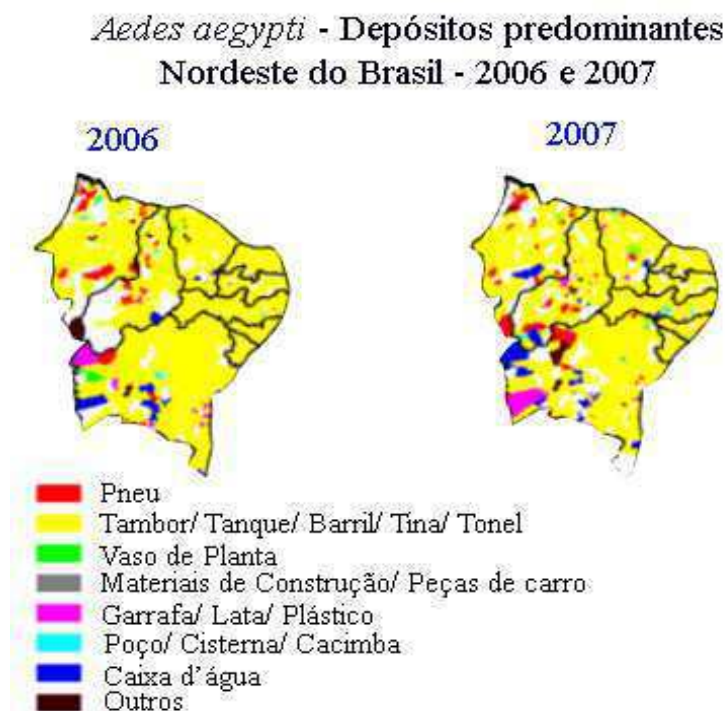 Aedes aegypti - Depósitos predominantes
Nordeste do Brasil - 2006 e 2007
2006
2007
Pneu
Tambor/ Tanque/ Barril/ Tina/ Tonel
Vaso de Planta
Materiais de Construção/ Peças de carro
Garrafa/ Lata/ Plástico
Poço/ Cisterna/ Cacimba
Caixa d'água
Outros